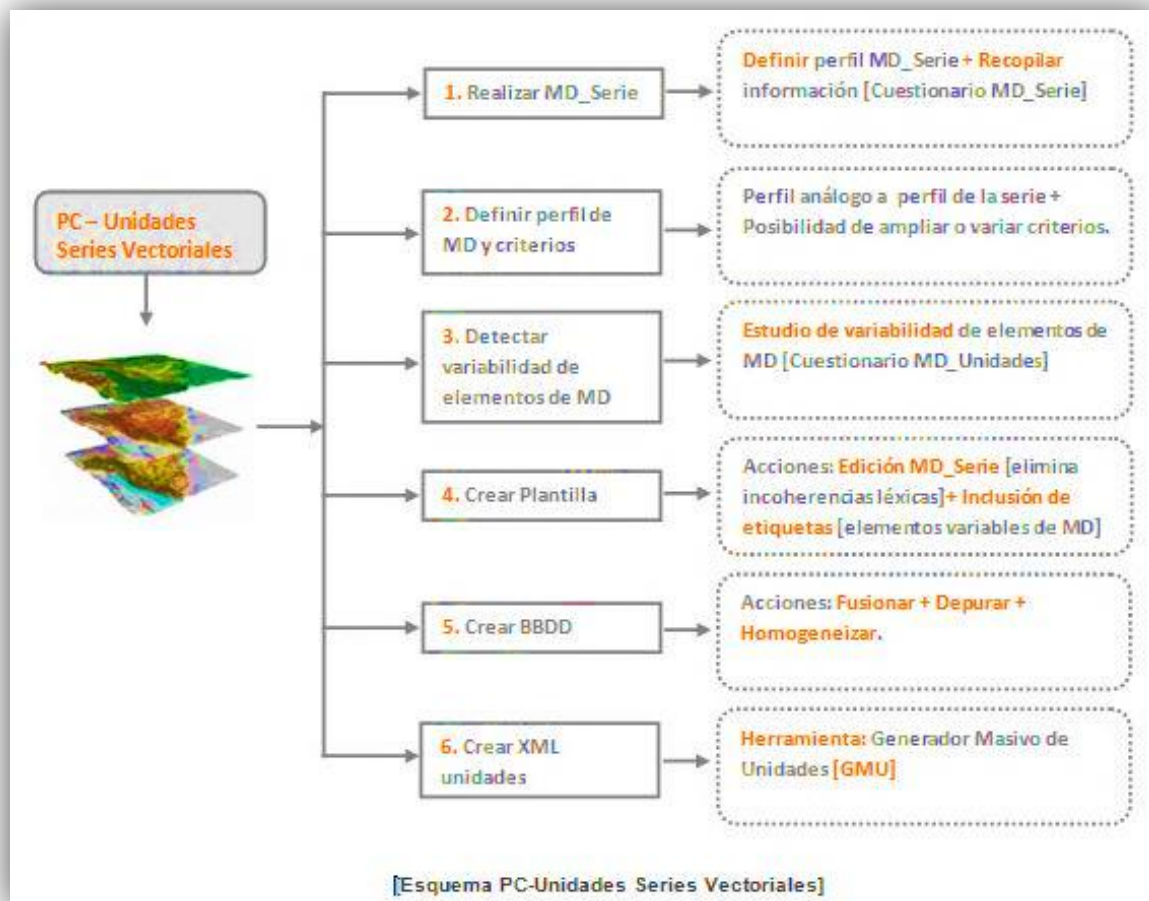 PC – Unidades
Series Vectoriales
1. Realizar MD_Serie
Definir perfil MD_Serie + Recopilar
información [Cuestionario MD_Serie]
2. Definir perfil de
MD y criterios
Perfil análogo a perfil de la serie +
Posibilidad de ampliar o variar criterios.
3. Detectar
variabilidad de
elementos de MD
Estudio de variabilidad de elementos de
MD [Cuestionario MD_Unidades]
4. Crear Plantilla
Acciones: Edición MD_Serie [elimina
incoherencias léxicas]+ Inclusión de
etiquetas [elementos variables de MD]
5. Crear BBDD
Acciones: Fusionar + Depurar +
Homogeneizar.
6. Crear XML
unidades
Herramienta: Generador Masivo de
Unidades [GMU]
[Esquema PC-Unidades Series Vectoriales]